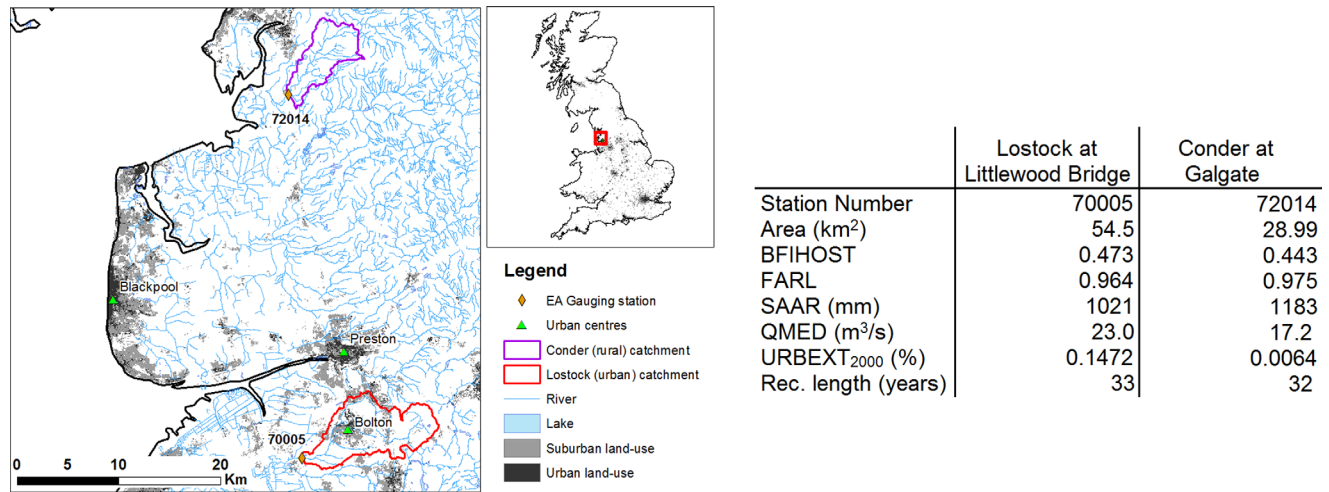 72014
Blackpool
Preston
Bolton
70005
0 5 10 20
Km
Legend
EA Gauging station
Urban centres
Conder (rural) catchment
Lostock (urban) catchment
River
Lake
Suburban land-use
Urban land-use
Lostock at Littlewood Bridge Conder at Galgate
Station Number 70005 72014
Area (km²) 54.5 28.99
BFIHOST 0.473 0.443
FARL 0.964 0.975
SAAR (mm) 1021 1183
QMED (m³/s) 23.0 17.2
URBEXT₂₀₀₀ (%) 0.1472 0.0064
Rec. length (years) 33 32